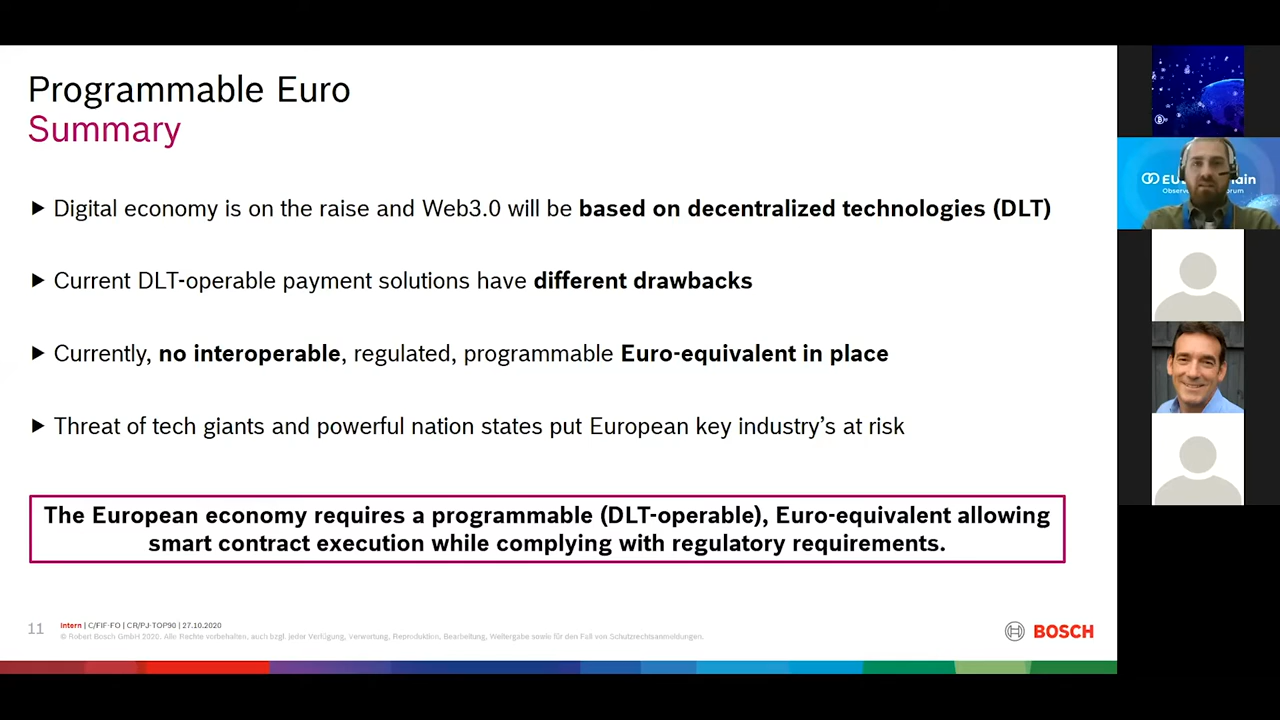 Programmable Euro
Summary
Digital economy is on the raise and Web3.0 will be based on decentralized technologies (DLT)
Current DLT-operable payment solutions have different drawbacks
Currently, no interoperable, regulated, programmable Euro-equivalent in place
Threat of tech giants and powerful nation states put European key industry’s at risk
The European economy requires a programmable (DLT-operable), Euro-equivalent allowing
smart contract execution while complying with regulatory requirements.
11
Intern | C/FIF-FO | CR/PJ-TOP90 | 27.10.2020
© Robert Bosch GmbH 2020. Alle Rechte vorbehalten, auch bzgl. jeder Verfügung, Verwertung, Reproduktion, Bearbeitung, Weitergabe sowie für den Fall von Schutzrechtsanmeldungen.
BOSCH